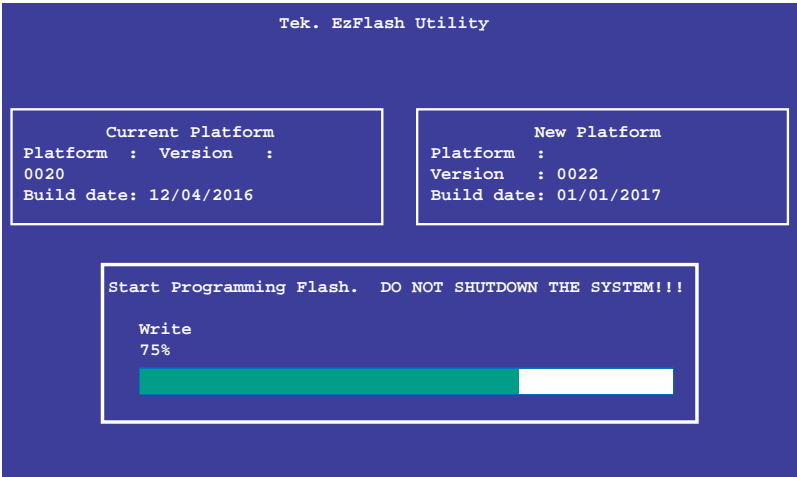 Tek. EzFlash Utility
Current Platform
Platform : Version :
0020
Build date: 12/04/2016
New Platform
Platform :
Version : 0022
Build date: 01/01/2017
Start Programming Flash. DO NOT SHUTDOWN THE SYSTEM!!!
Write
75%